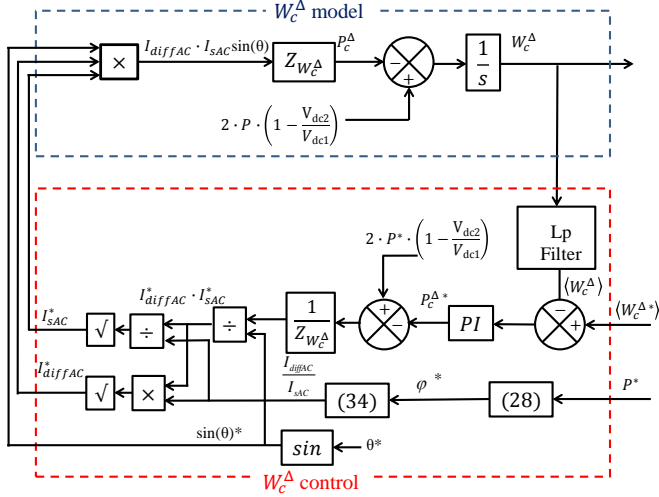 W_c^Δ model
× I_diffAC · I_sAC sin(θ) Z_{W_c^Δ} P_c^Δ − + 1/s W_c^Δ
2 · P · (1 − V_dc2/V_dc1)
2 · P* · (1 − V_dc2/V_dc1)
Lp
Filter
⟨W_c^Δ⟩
I*_sAC √ ÷ I*_diffAC · I*_sAC ÷ 1/Z_{W_c^Δ} + − P_c^Δ* PI − + ⟨W_c^Δ*⟩
I*_diffAC √ × I_diffAC/I_sAC (34) φ * (28) P*
sin(θ)* sin θ*
W_c^Δ control